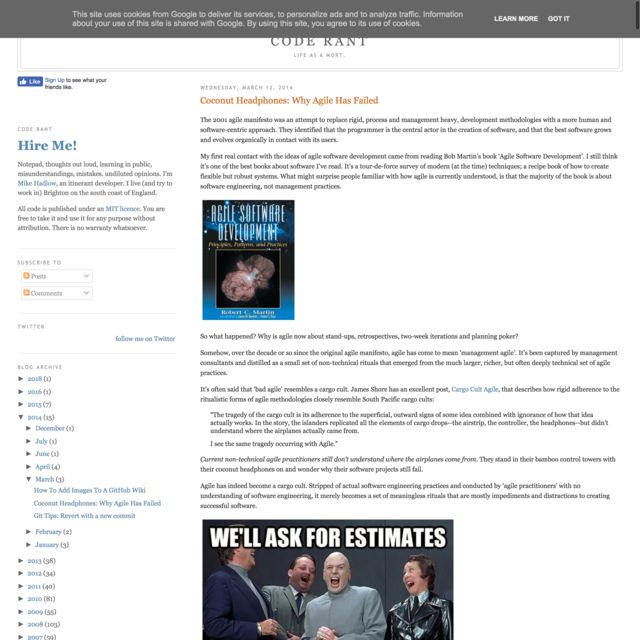 This site uses cookies from Google to deliver its services, to personalize ads and to analyze traffic. Information
about your use of this site is shared with Google. By using this site, you agree to its use of cookies.
LEARN MORE GOT IT
CODE RANT
LIFE AS A MORT.
Like Sign Up to see what your
friends like.
CODE RANT
Hire Me!
Notepad, thoughts out loud, learning in public,
misunderstandings, mistakes. undiluted opinions. I'm
Mike Hadlow, an itinerant developer. I live (and try to
work in) Brighton on the south coast of England.
All code is published under an MIT licence. You are
free to take it and use it for any purpose without
attribution. There is no warranty whatsoever.
SUBSCRIBE TO
Posts
Comments
TWITTER
follow me on Twitter
BLOG ARCHIVE
► 2018 (1)
► 2016 (1)
► 2015 (7)
▼ 2014 (15)
► December (1)
► July (1)
► June (1)
► April (4)
▼ March (3)
How To Add Images To A GitHub Wiki
Coconut Headphones: Why Agile Has Failed
Git Tips: Revert with a new commit
► February (2)
► January (3)
► 2013 (38)
► 2012 (34)
► 2011 (40)
► 2010 (81)
► 2009 (55)
► 2008 (103)
► 2007 (59)
WEDNESDAY, MARCH 12, 2014
Coconut Headphones: Why Agile Has Failed
The 2001 agile manifesto was an attempt to replace rigid, process and management heavy, development methodologies with a more human and
software-centric approach. They identified that the programmer is the central actor in the creation of software, and that the best software grows
and evolves organically in contact with its users.
My first real contact with the ideas of agile software development came from reading Bob Martin's book 'Agile Software Development'. I still think
it's one of the best books about software I've read. It's a tour-de-force survey of modern (at the time) techniques; a recipe book of how to create
flexible but robust systems. What might surprise people familiar with how agile is currently understood, is that the majority of the book is about
software engineering, not management practices.
AGILE SOFTWARE
DEVELOPMENT
Principles, Patterns, and Practices
Robert C. Martin
So what happened? Why is agile now about stand-ups, retrospectives, two-week iterations and planning poker?
Somehow, over the decade or so since the original agile manifesto, agile has come to mean 'management agile'. It's been captured by management
consultants and distilled as a small set of non-technical rituals that emerged from the much larger, richer, but often deeply technical set of agile
practices.
It's often said that 'bad agile' resembles a cargo cult. James Shore has an excellent post, Cargo Cult Agile, that describes how rigid adherence to the
ritualistic forms of agile methodologies closely resemble South Pacific cargo cults:
"The tragedy of the cargo cult is its adherence to the superficial, outward signs of some idea combined with ignorance of how that idea
actually works. In the story, the islanders replicated all the elements of cargo drops--the airstrip, the controller, the headphones--but didn't
understand where the airplanes actually came from.
I see the same tragedy occurring with Agile."
Current non-technical agile practitioners still don't understand where the airplanes come from. They stand in their bamboo control towers with
their coconut headphones on and wonder why their software projects still fail.
Agile has indeed become a cargo cult. Stripped of actual software engineering practices and conducted by 'agile practitioners' with no
understanding of software engineering, it merely becomes a set of meaningless rituals that are mostly impediments and distractions to creating
successful software.
WE'LL ASK FOR ESTIMATES